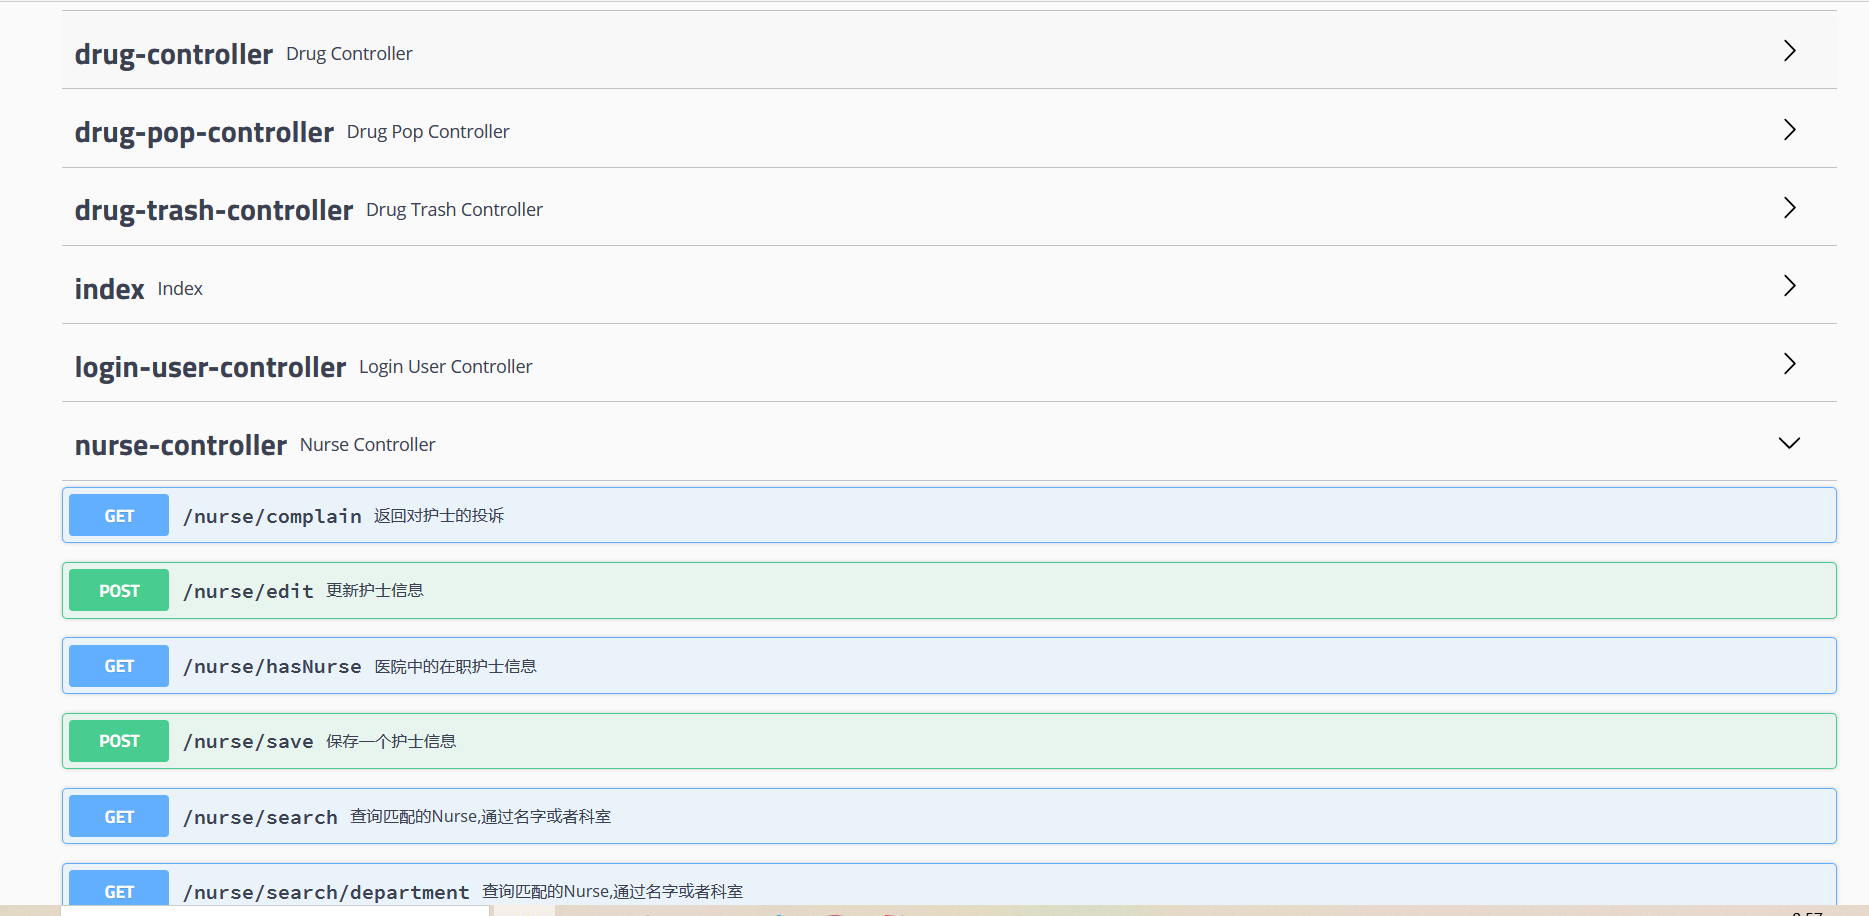 drug-controller Drug Controller
drug-pop-controller Drug Pop Controller
drug-trash-controller Drug Trash Controller
index Index
login-user-controller Login User Controller
nurse-controller Nurse Controller
GET /nurse/complain 返回对护士的投诉
POST /nurse/edit 更新护士信息
GET /nurse/hasNurse 医院中的在职护士信息
POST /nurse/save 保存一个护士信息
GET /nurse/search 查询匹配的Nurse,通过名字或者科室
GET /nurse/search/department 查询匹配的Nurse,通过名字或者科室